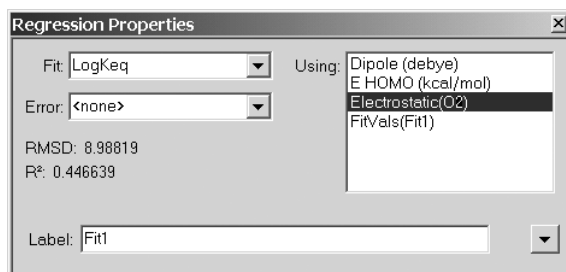 Regression Properties
Fit: LogKeq
Using: Dipole (debye)
E HOMO (kcal/mol)
Electrostatic(O2)
FitVals(Fit1)
Error: <none>
RMSD: 8.98819
R²: 0.446639
Label: Fit1